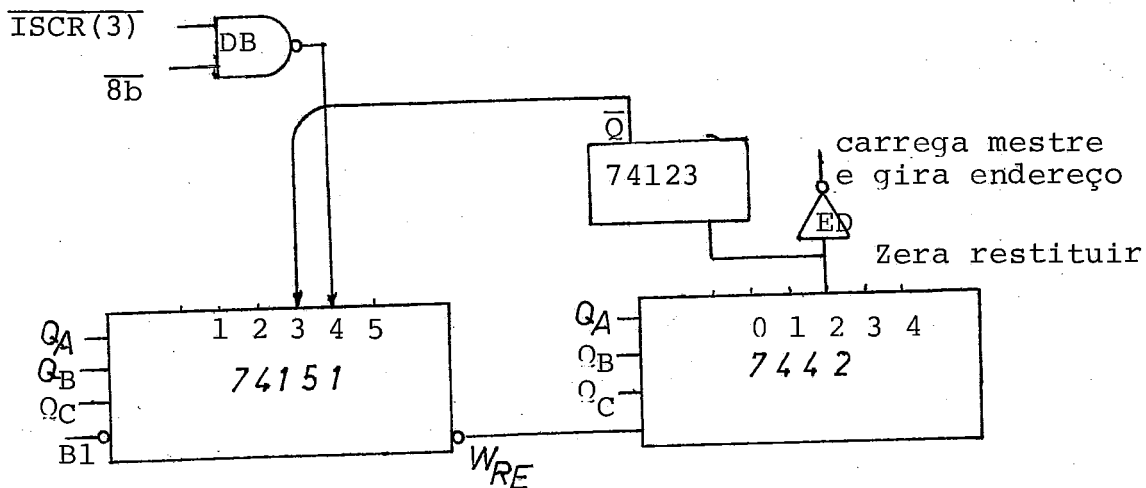 ISCR(3)
DB
8b
Q
carrega mestre
e gira endereço
74123
ED
Zera restituir
1 2 3 4 5
QA
QB
74151
QC
B1
WRE
QA
0 1 2 3 4
QB
7442
QC